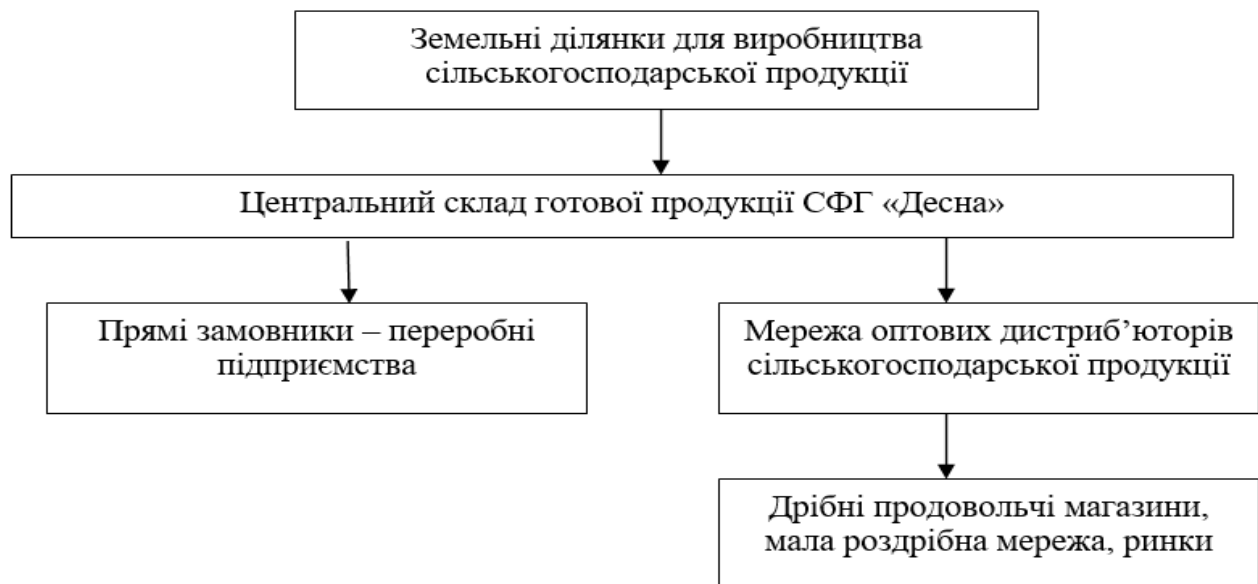 Земельні ділянки для виробництва
сільськогосподарської продукції
Центральний склад готової продукції СФГ «Десна»
Прямі замовники – переробні
підприємства
Мережа оптових дистриб’юторів
сільськогосподарської продукції
Дрібні продовольчі магазини,
мала роздрібна мережа, ринки